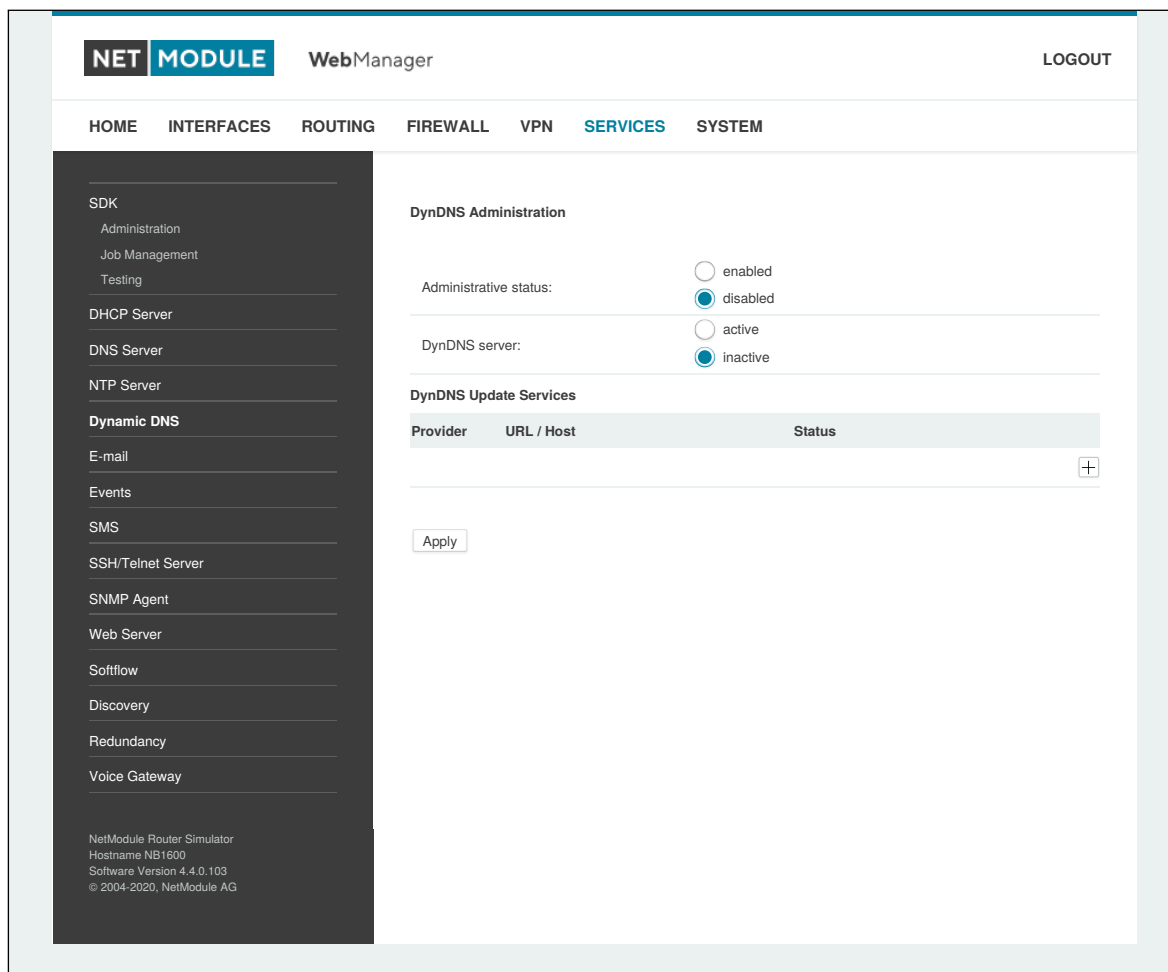 NET MODULE WebManager LOGOUT
HOME INTERFACES ROUTING FIREWALL VPN SERVICES SYSTEM
SDK
Administration
Job Management
Testing
DHCP Server
DNS Server
NTP Server
Dynamic DNS
E-mail
Events
SMS
SSH/Telnet Server
SNMP Agent
Web Server
Softflow
Discovery
Redundancy
Voice Gateway
NetModule Router Simulator
Hostname NB1600
Software Version 4.4.0.103
© 2004-2020, NetModule AG
DynDNS Administration
Administrative status:
enabled
disabled
DynDNS server:
active
inactive
DynDNS Update Services
Provider URL / Host Status
Apply